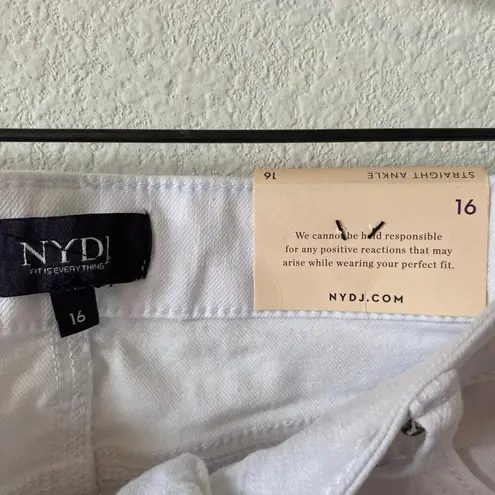 16
STRAIGHT ANKLE
16
We cannot be held responsible
for any positive reactions that may
arise while wearing your perfect fit.
NYDJ.COM
NYDJ
FIT IS EVERYTHING
16